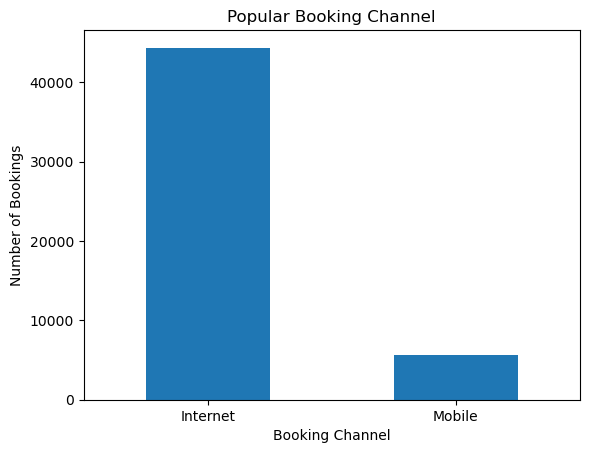 Popular Booking Channel
Number of Bookings
40000
30000
20000
10000
0
Internet
Mobile
Booking Channel